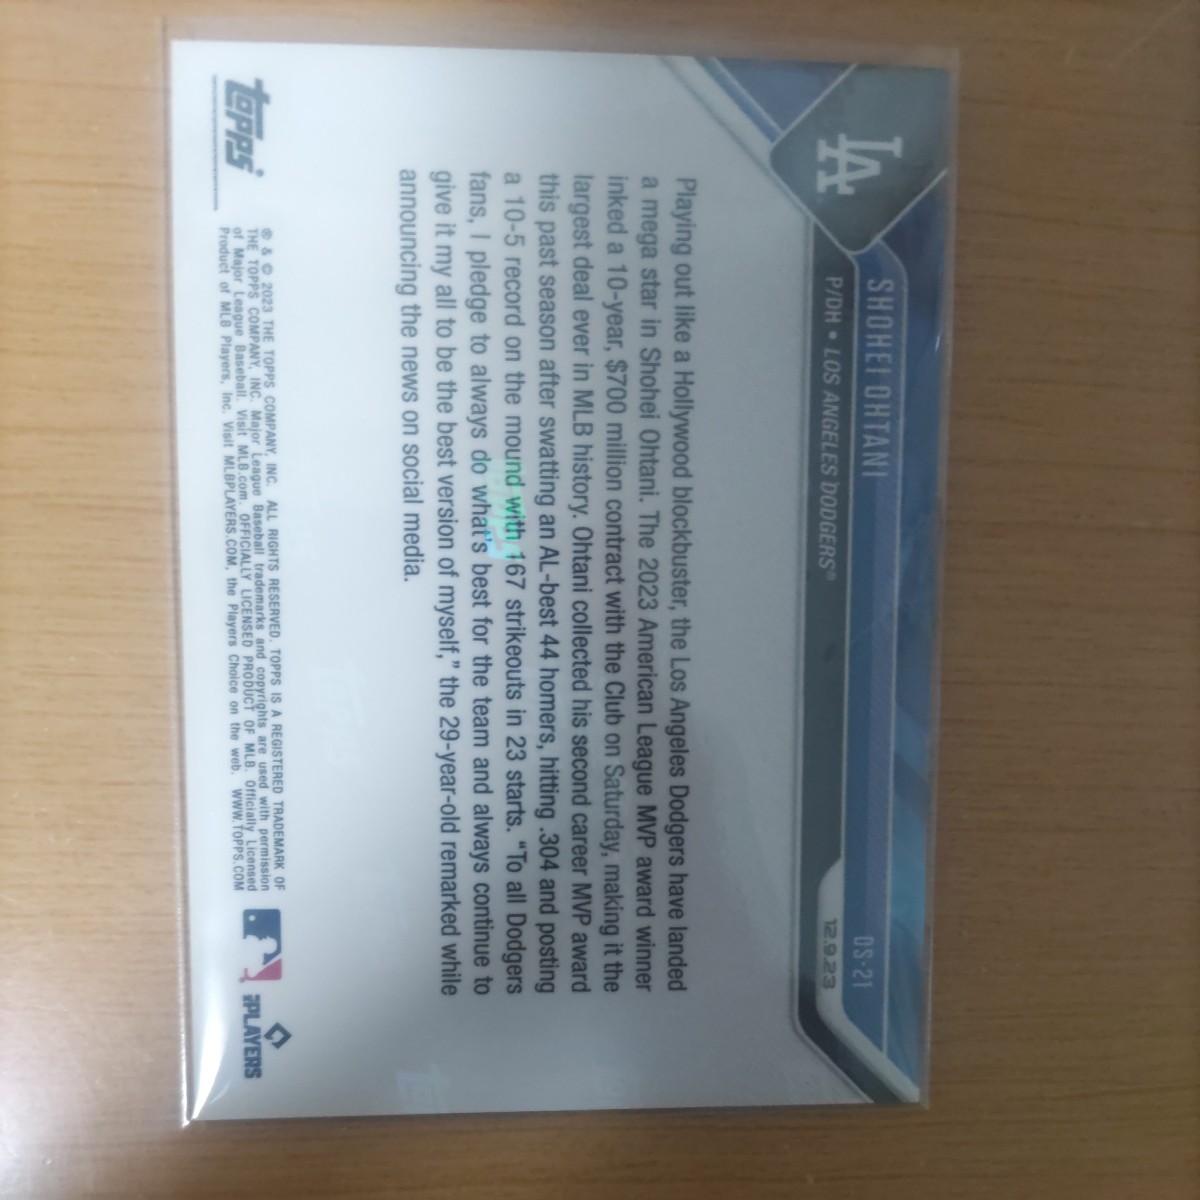 LA
SHOHEI OHTANI
OS-21
P/DH • LOS ANGELES DODGERS®
12.9.23
Playing out like a Hollywood blockbuster, the Los Angeles Dodgers have landed
a mega star in Shohei Ohtani. The 2023 American League MVP award winner
inked a 10-year, $700 million contract with the Club on Saturday, making it the
largest deal ever in MLB history. Ohtani collected his second career MVP award
this past season after swatting an AL-best 44 homers, hitting .304 and posting
a 10-5 record on the mound with 167 strikeouts in 23 starts. “To all Dodgers
fans, I pledge to always do what's best for the team and always continue to
give it my all to be the best version of myself,” the 29-year-old remarked while
announcing the news on social media.
topps
® & © 2023 THE TOPPS COMPANY, INC. ALL RIGHTS RESERVED. TOPPS IS A REGISTERED TRADEMARK OF
THE TOPPS COMPANY, INC. Major League Baseball trademarks and copyrights are used with permission
of Major League Baseball. Visit MLB.com. OFFICIALLY LICENSED PRODUCT OF MLB. Officially Licensed
Product of MLB Players, Inc. Visit MLBPLAYERS.COM, the Players Choice on the web. WWW.TOPPS.COM
PLAYERS